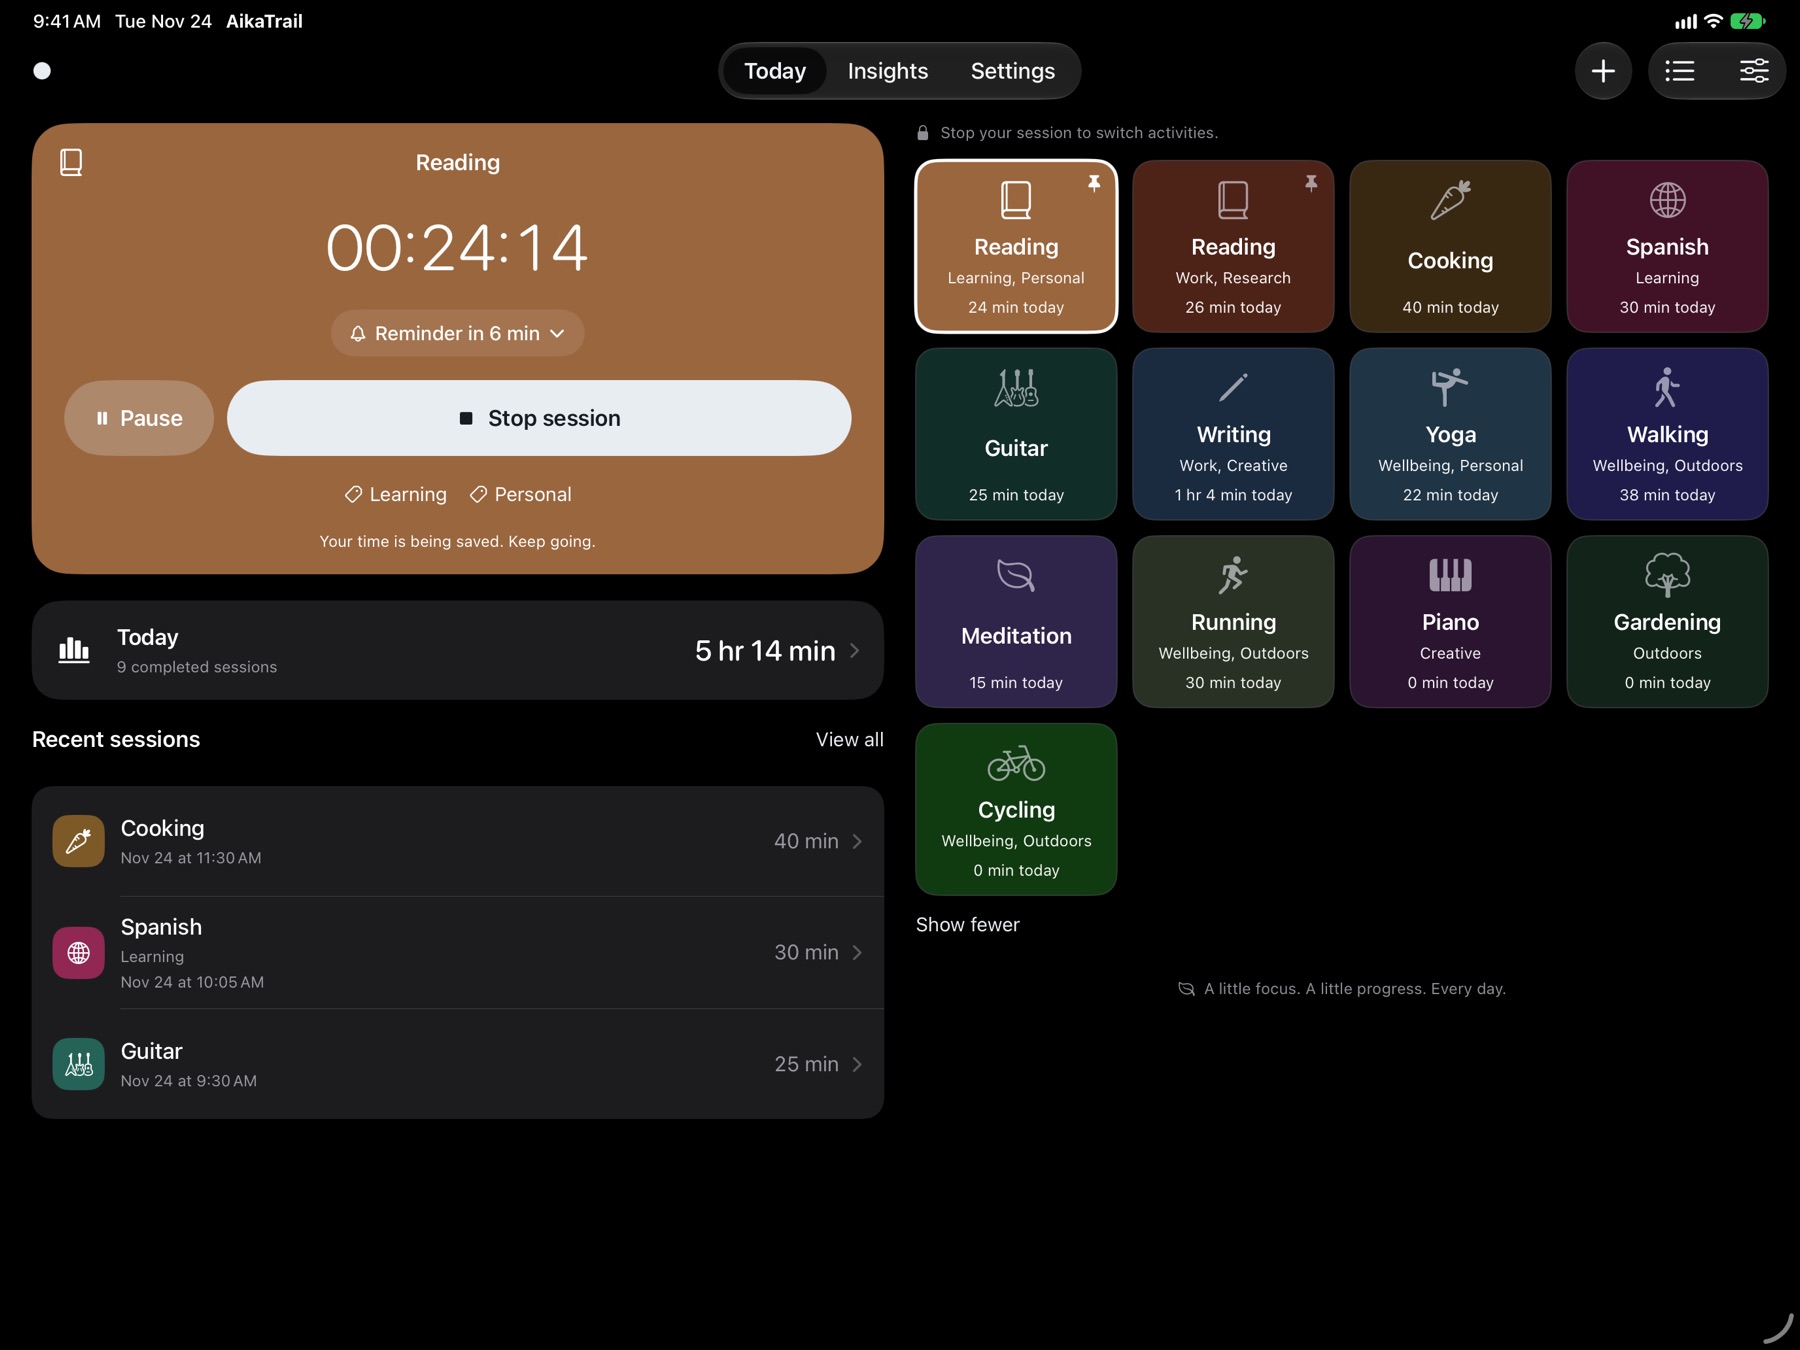 9:41 AM Tue Nov 24 AikaTrail
Today Insights Settings
Reading
00:24:14
Reminder in 6 min
Pause
Stop session
Learning Personal
Your time is being saved. Keep going.
Today
9 completed sessions
5 hr 14 min
Recent sessions
View all
Cooking
Nov 24 at 11:30 AM
40 min
Spanish
Learning
Nov 24 at 10:05 AM
30 min
Guitar
Nov 24 at 9:30 AM
25 min
Stop your session to switch activities.
Reading
Learning, Personal
24 min today
Reading
Work, Research
26 min today
Cooking
40 min today
Spanish
Learning
30 min today
Guitar
25 min today
Writing
Work, Creative
1 hr 4 min today
Yoga
Wellbeing, Personal
22 min today
Walking
Wellbeing, Outdoors
38 min today
Meditation
15 min today
Running
Wellbeing, Outdoors
30 min today
Piano
Creative
0 min today
Gardening
Outdoors
0 min today
Cycling
Wellbeing, Outdoors
0 min today
Show fewer
A little focus. A little progress. Every day.